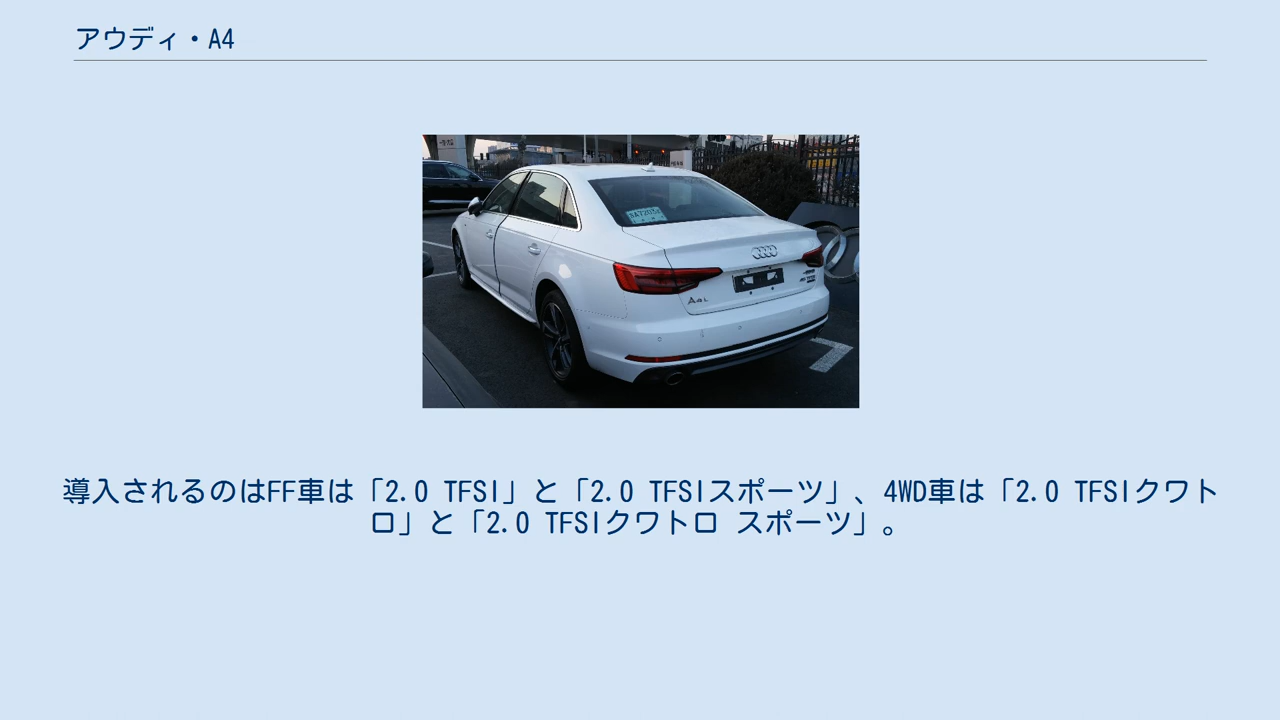 アウディ・A4
A4L
導入されるのはFF車は「2.0 TFSI」と「2.0 TFSIスポーツ」、4WD車は「2.0 TFSIクワト
ロ」と「2.0 TFSIクワトロ スポーツ」。